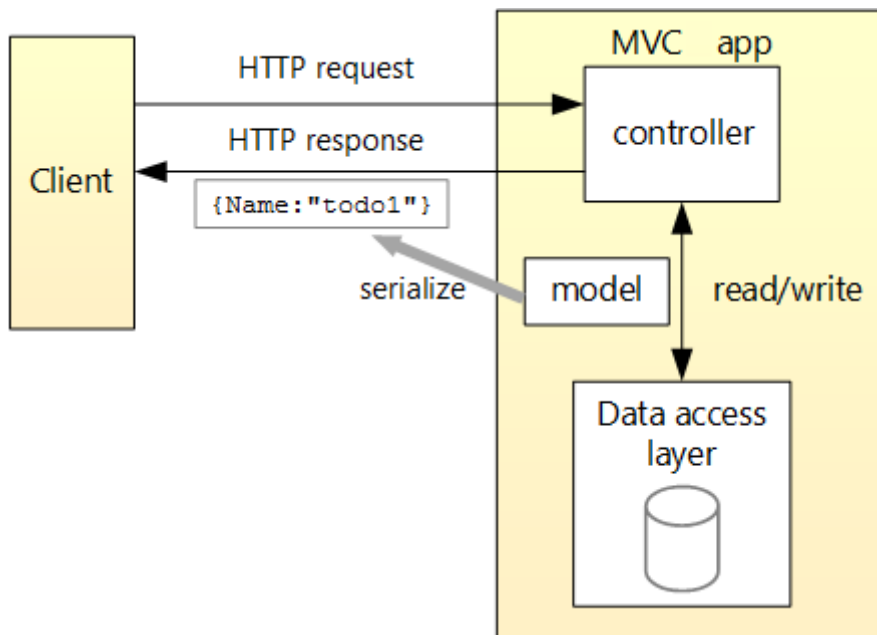 MVC app
HTTP request
controller
HTTP response
Client
{Name:"todo1"}
serialize
model
read/write
Data access
layer